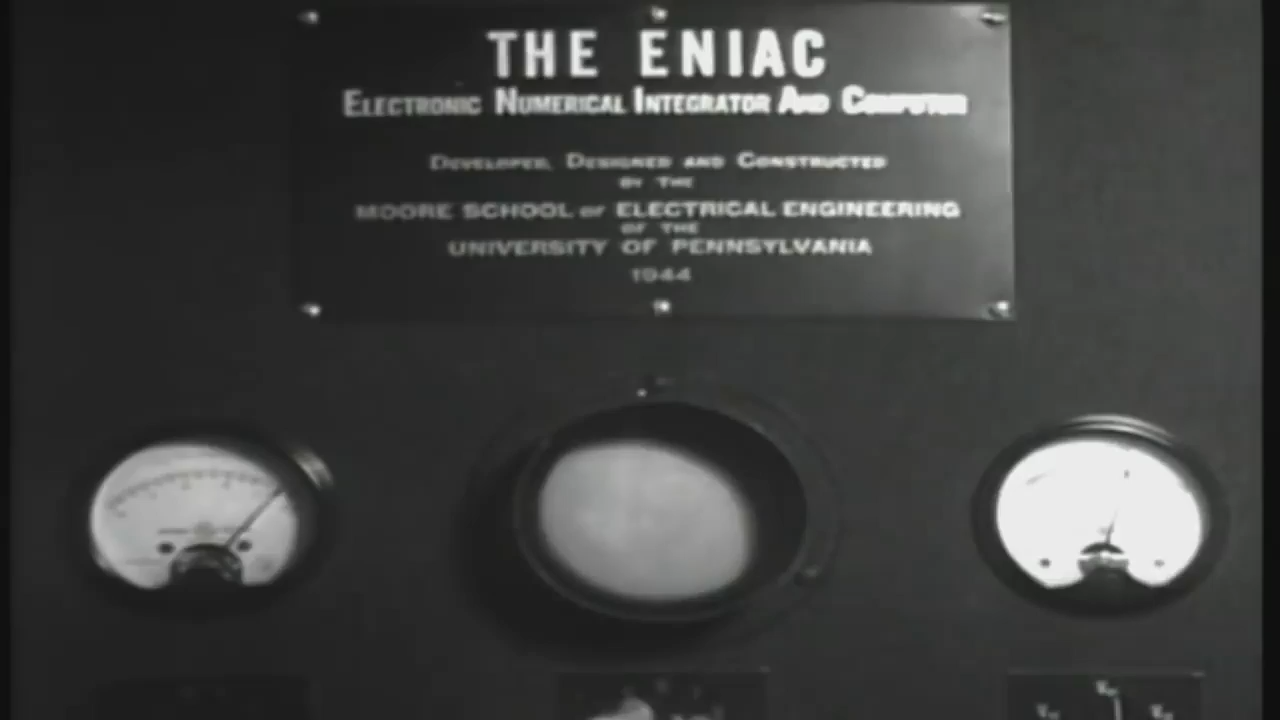 THE ENIAC
ELECTRONIC NUMERICAL INTEGRATOR AND COMPUTER
DEVELOPED, DESIGNED AND CONSTRUCTED
BY THE
MOORE SCHOOL OF ELECTRICAL ENGINEERING
OF THE
UNIVERSITY OF PENNSYLVANIA
1944